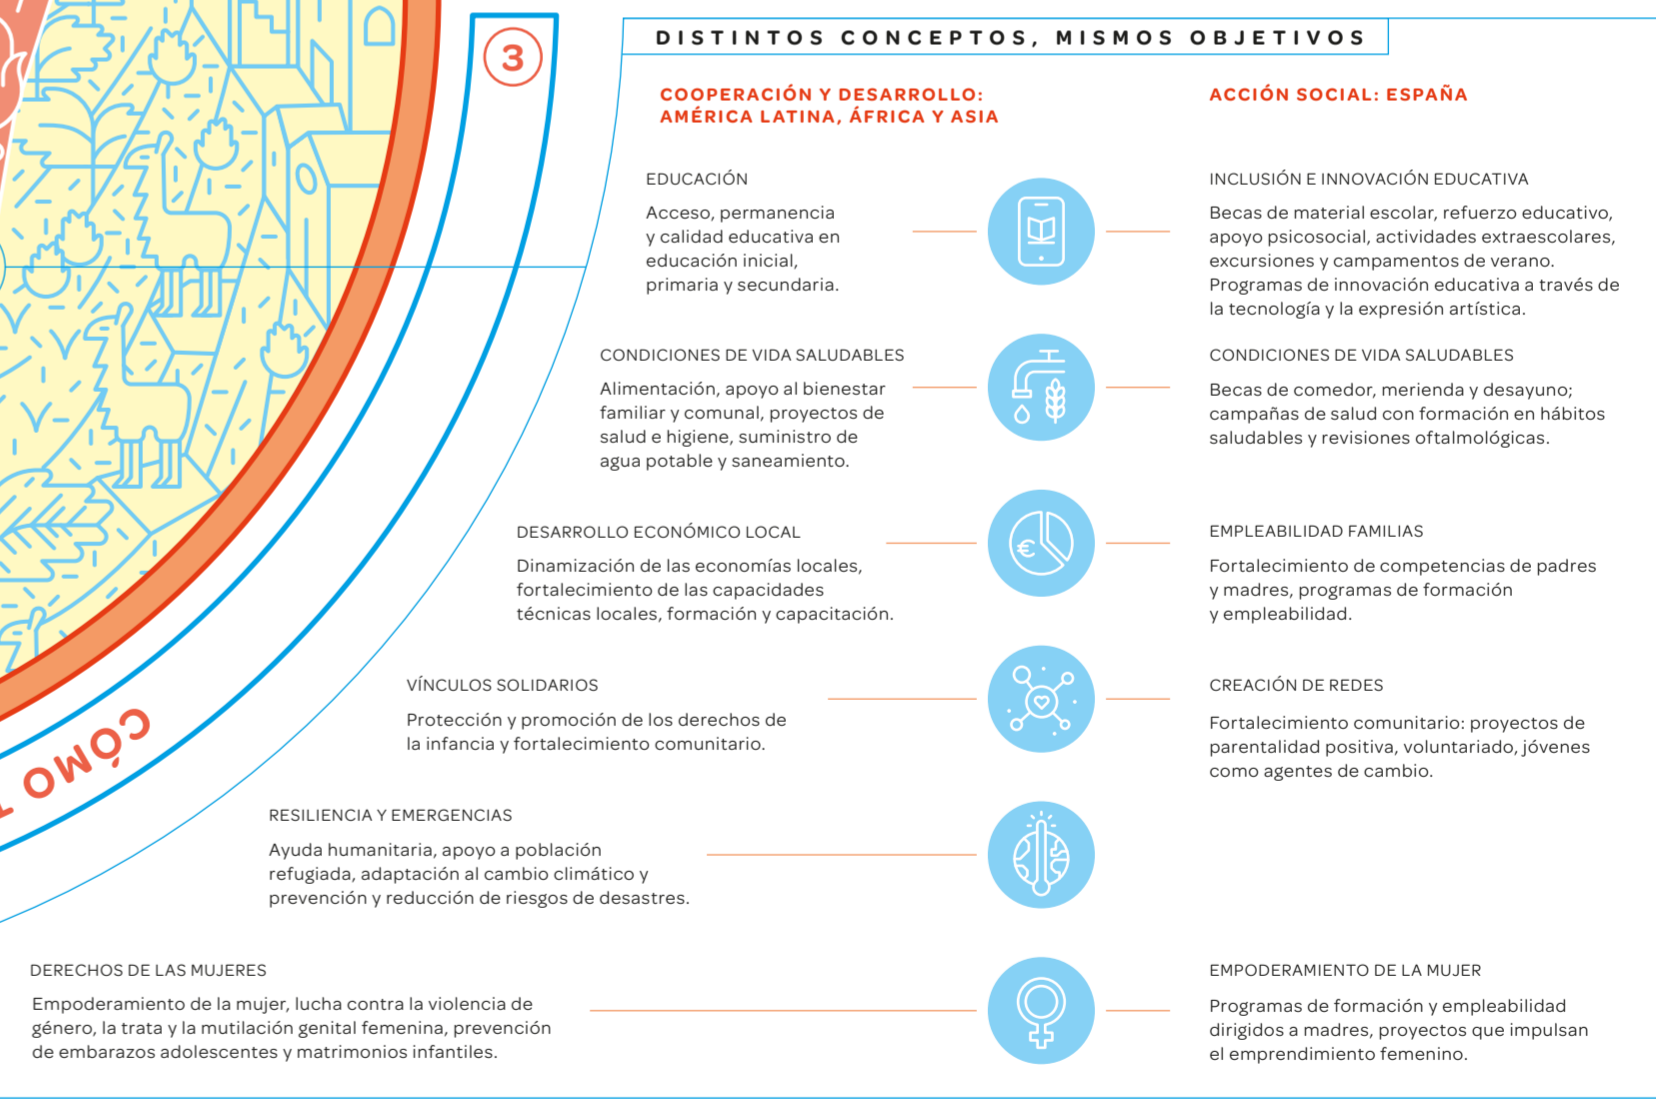 3
DISTINTOS CONCEPTOS, MISMOS OBJETIVOS
COOPERACIÓN Y DESARROLLO:
AMÉRICA LATINA, ÁFRICA Y ASIA
ACCIÓN SOCIAL: ESPAÑA
EDUCACIÓN
Acceso, permanencia
y calidad educativa en
educación inicial,
primaria y secundaria.
INCLUSIÓN E INNOVACIÓN EDUCATIVA
Becas de material escolar, refuerzo educativo,
apoyo psicosocial, actividades extraescolares,
excursiones y campamentos de verano.
Programas de innovación educativa a través de
la tecnología y la expresión artística.
CONDICIONES DE VIDA SALUDABLES
Alimentación, apoyo al bienestar
familiar y comunal, proyectos de
salud e higiene, suministro de
agua potable y saneamiento.
CONDICIONES DE VIDA SALUDABLES
Becas de comedor, merienda y desayuno;
campañas de salud con formación en hábitos
saludables y revisiones oftalmológicas.
DESARROLLO ECONÓMICO LOCAL
Dinamización de las economías locales,
fortalecimiento de las capacidades
técnicas locales, formación y capacitación.
€
EMPLEABILIDAD FAMILIAS
Fortalecimiento de competencias de padres
y madres, programas de formación
y empleabilidad.
VÍNCULOS SOLIDARIOS
Protección y promoción de los derechos de
la infancia y fortalecimiento comunitario.
CREACIÓN DE REDES
Fortalecimiento comunitario: proyectos de
parentalidad positiva, voluntariado, jóvenes
como agentes de cambio.
CÓMO
RESILIENCIA Y EMERGENCIAS
Ayuda humanitaria, apoyo a población
refugiada, adaptación al cambio climático y
prevención y reducción de riesgos de desastres.
DERECHOS DE LAS MUJERES
Empoderamiento de la mujer, lucha contra la violencia de
género, la trata y la mutilación genital femenina, prevención
de embarazos adolescentes y matrimonios infantiles.
EMPODERAMIENTO DE LA MUJER
Programas de formación y empleabilidad
dirigidos a madres, proyectos que impulsan
el emprendimiento femenino.